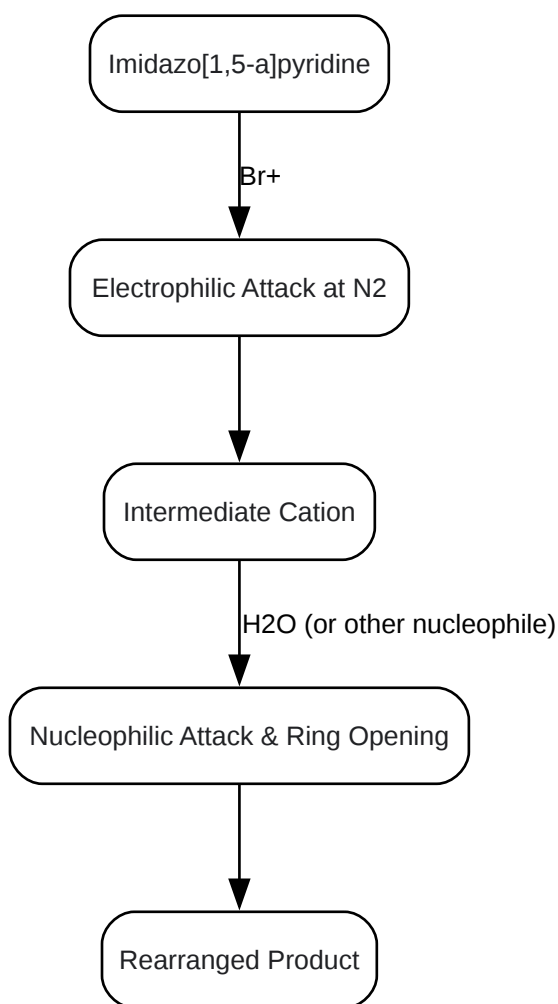 Imidazo[1,5-a]pyridine
Br+
Electrophilic Attack at N2
Intermediate Cation
H2O (or other nucleophile)
Nucleophilic Attack & Ring Opening
Rearranged Product